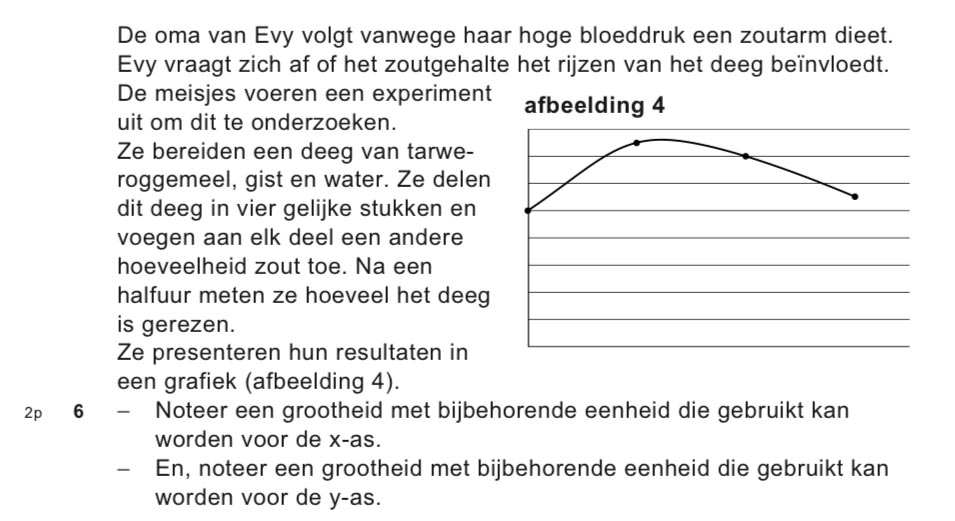 De oma van Evy volgt vanwege haar hoge bloeddruk een zoutarm dieet.
Evy vraagt zich af of het zoutgehalte het rijzen van het deeg beïnvloedt.
De meisjes voeren een experiment
uit om dit te onderzoeken.
Ze bereiden een deeg van tarwe-
roggemeel, gist en water. Ze delen
dit deeg in vier gelijke stukken en
voegen aan elk deel een andere
hoeveelheid zout toe. Na een
halfuur meten ze hoeveel het deeg
is gerezen.
Ze presenteren hun resultaten in
een grafiek (afbeelding 4).
afbeelding 4
2p 6 – Noteer een grootheid met bijbehorende eenheid die gebruikt kan
worden voor de x-as.
– En, noteer een grootheid met bijbehorende eenheid die gebruikt kan
worden voor de y-as.